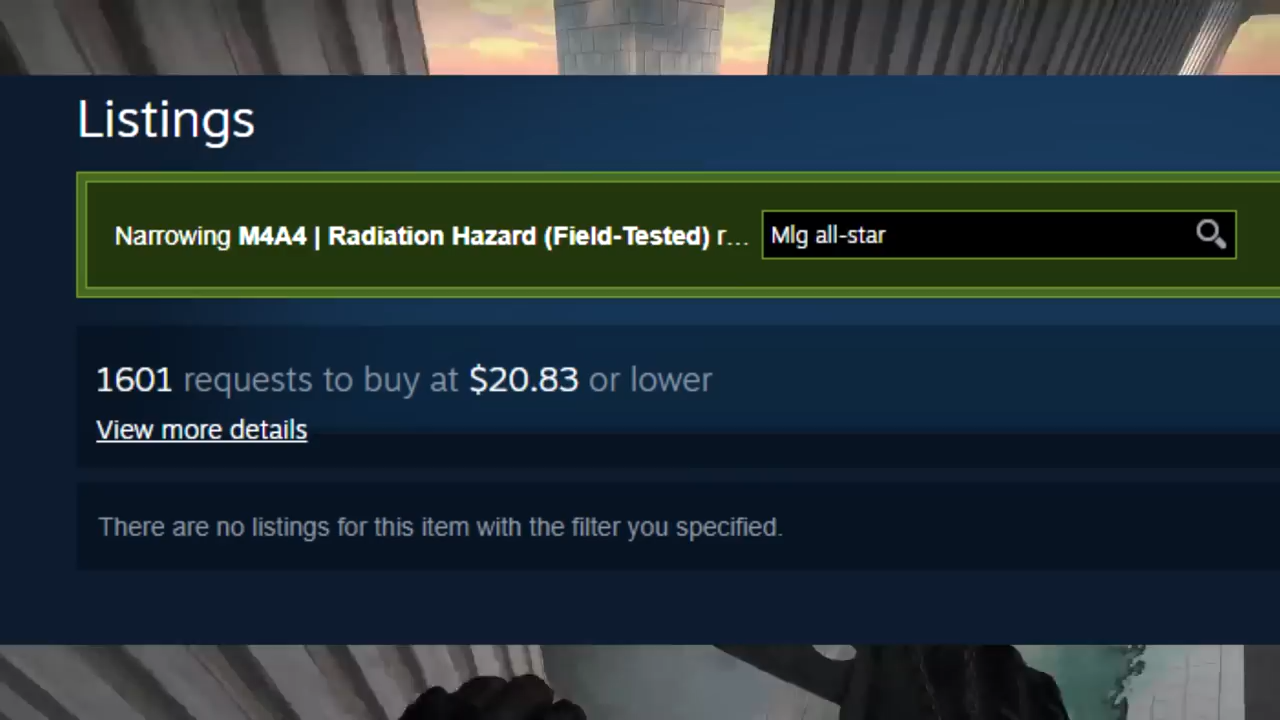 Listings
Narrowing M4A4 | Radiation Hazard (Field-Tested) r... Mlg all-star
1601 requests to buy at $20.83 or lower
View more details
There are no listings for this item with the filter you specified.